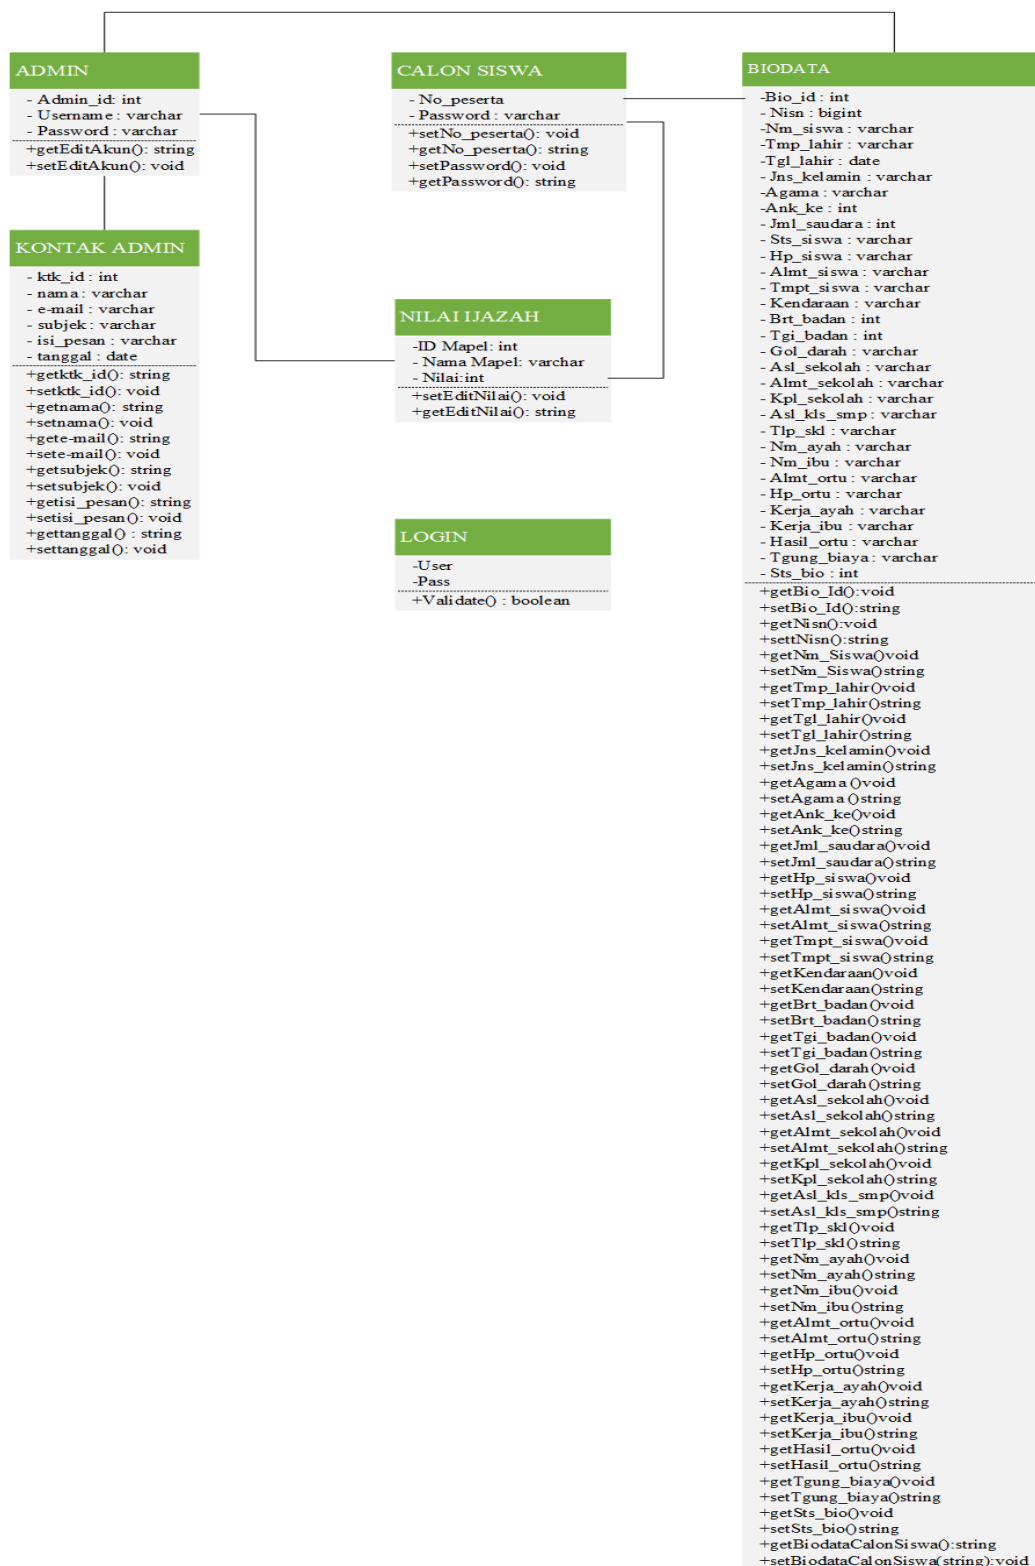 ADMIN
- Admin_id: int
- Username : varchar
- Password : varchar
+getEditAkun(): string
+setEditAkun(): void
KONTAK ADMIN
- ktk_id : int
- nama : varchar
- e-mail : varchar
- subjek : varchar
- isi_pesan : varchar
- tanggal : date
+getktk_id(): string
+setktk_id(): void
+getnama(): string
+setnama(): void
+gete-mail(): string
+sete-mail(): void
+getsubjek(): string
+setsubjek(): void
+getisi_pesan(): string
+setisi_pesan(): void
+gettanggal() : string
+settanggal(): void
CALON SISWA
- No_peserta
- Password : varchar
+setNo_peserta(): void
+getNo_peserta(): string
+setPassword(): void
+getPassword(): string
NILAI IJAZAH
-ID Mapel: int
- Nama Mapel: varchar
- Nilai:int
+setEditNilai(): void
+getEditNilai(): string
LOGIN
-User
-Pass
+Validate() : boolean
BIODATA
-Bio_id : int
- Nisn : bigint
-Nm_siswa : varchar
-Tmp_lahir : varchar
-Tgl_lahir : date
- Jns_kelamin : varchar
-Agama : varchar
-Ank_ke : int
- Jml_saudara : int
- Sts_siswa : varchar
- Hp_siswa : varchar
- Almt_siswa : varchar
- Tmpt_siswa : varchar
- Kendaraan : varchar
- Brt_badan : int
- Tgi_badan : int
- Gol_darah : varchar
- Asl_sekolah : varchar
- Almt_sekolah : varchar
- Kpl_sekolah : varchar
- Asl_kls_smp : varchar
- Tlp_skl : varchar
- Nm_ayah : varchar
- Nm_ibu : varchar
- Almt_ortu : varchar
- Hp_ortu : varchar
- Kerja_ayah : varchar
- Kerja_ibu : varchar
- Hasil_ortu : varchar
- Tgung_biaya : varchar
- Sts_bio : int
+getBio_Id():void
+setBio_Id():string
+getNisn():void
+settNisn():string
+getNm_Siswa()void
+setNm_Siswa()string
+getTmp_lahir()void
+setTmp_lahir()string
+getTgl_lahir()void
+setTgl_lahir()string
+getJns_kelamin()void
+setJns_kelamin()string
+getAgama ()void
+setAgama ()string
+getAnk_ke()void
+setAnk_ke()string
+getJml_saudara()void
+setJml_saudara()string
+getHp_siswa()void
+setHp_siswa()string
+getAlmt_siswa()void
+setAlmt_siswa()string
+getTmpt_siswa()void
+setTmpt_siswa()string
+getKendaraan()void
+setKendaraan()string
+getBrt_badan()void
+setBrt_badan()string
+getTgi_badan()void
+setTgi_badan()string
+getGol_darah()void
+setGol_darah()string
+getAsl_sekolah()void
+setAsl_sekolah()string
+getAlmt_sekolah()void
+setAlmt_sekolah()string
+getKpl_sekolah()void
+setKpl_sekolah()string
+getAsl_kls_smp()void
+setAsl_kls_smp()string
+getTlp_skl()void
+setTlp_skl()string
+getNm_ayah()void
+setNm_ayah()string
+getNm_ibu()void
+setNm_ibu()string
+getAlmt_ortu()void
+setAlmt_ortu()string
+getHp_ortu()void
+setHp_ortu()string
+getKerja_ayah()void
+setKerja_ayah()string
+getKerja_ibu()void
+setKerja_ibu()string
+getHasil_ortu()void
+setHasil_ortu()string
+getTgung_biaya()void
+setTgung_biaya()string
+getSts_bio()void
+setSts_bio()string
+getBiodataCalonSiswa():string
+setBiodataCalonSiswa(string):void